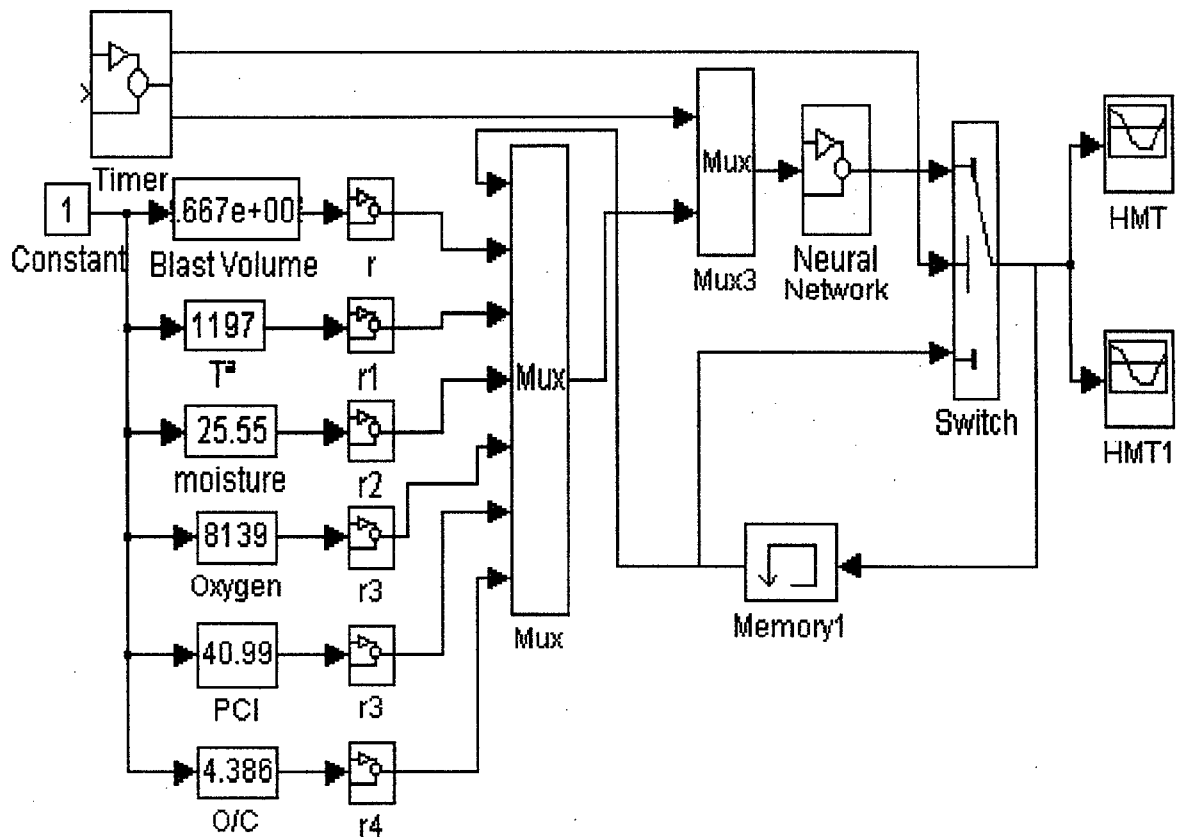 Timer
1
Constant
.667e+00
Blast Volume
r
1197
Tª
r1
25.55
moisture
r2
8139
Oxygen
r3
40.99
PCI
r3
4.386
O/C
r4
Mux
Mux
Mux
Mux3
Neural
Network
Switch
HMT
HMT1
Memory1